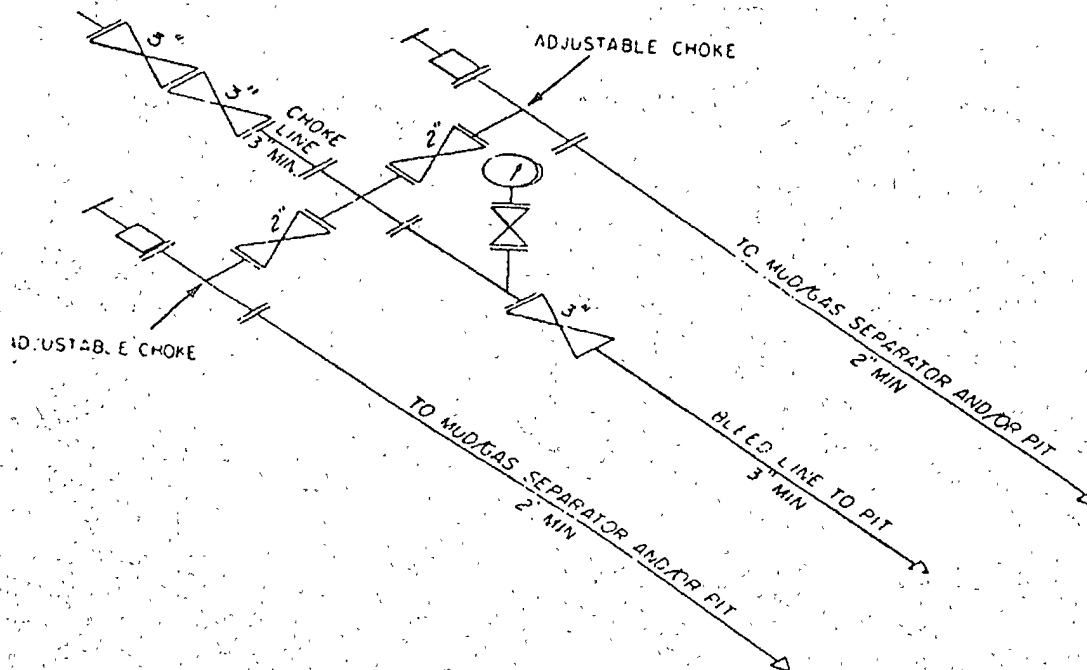 3"
3"
CHOKE
LINE
3" MIN.
ADJUSTABLE CHOKE
2"
2"
ADJUSTABLE CHOKE
3"
TO MUD/GAS SEPARATOR AND/OR PIT
2" MIN
BLEED LINE TO PIT
3" MIN
TO MUD/GAS SEPARATOR AND/OR PIT
2" MIN